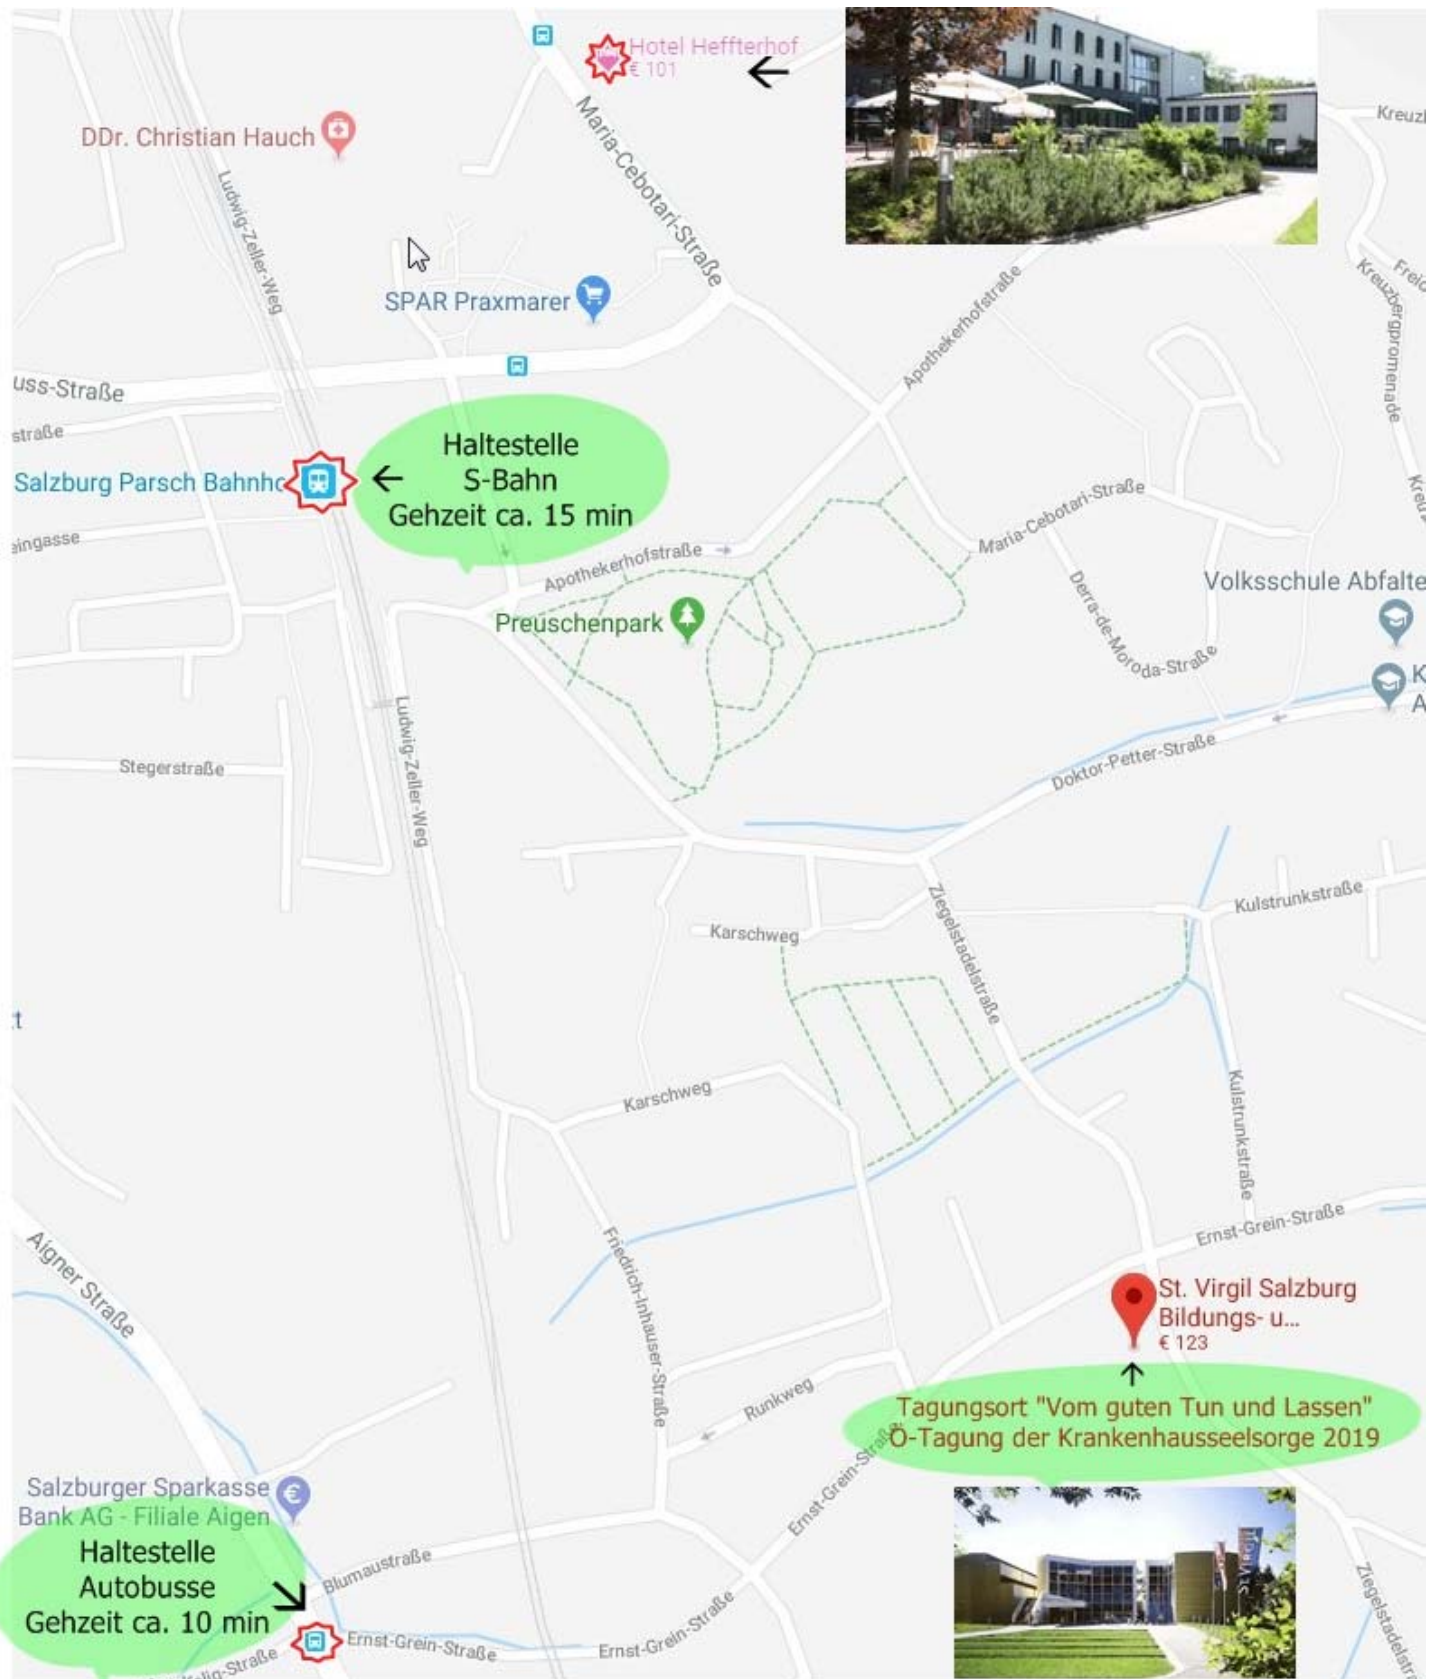 Hotel Heffterhof
€ 101
DDr. Christian Hauch
Maria-Cebotari-Straße
Ludwig-Zeller-Weg
SPAR Praxmarer
Apothekerhofstraße
Kreuzbergpromenade
uss-Straße
straße
Haltestelle
S-Bahn
Gehzeit ca. 15 min
Salzburg Parsch Bahnho
eingasse
Maria-Cebotari-Straße
Apothekerhofstraße
Derra-de-Moroda-Straße
Volksschule Abfalte
Preuschenpark
K
A
Ludwig-Zeller-Weg
Stegerstraße
Doktor-Petter-Straße
Ziegelstadelstraße
Kulstrunkstraße
Karschweg
tt
Karschweg
Kulstrunkstraße
Aigner Straße
Friedrich-Inhauser-Straße
Ernst-Grein-Straße
St. Virgil Salzburg
Bildungs- u...
€ 123
Runkweg
Tagungsort "Vom guten Tun und Lassen"
Ö-Tagung der Krankenhausseelsorge 2019
Ernst-Grein-Straße
Salzburger Sparkasse
Bank AG - Filiale Aigen
Haltestelle
Autobusse
Gehzeit ca. 10 min
Blumaustraße
Ernst-Grein-Straße
Ernst-Grein-Straße
ST.VIRGIL
Ziegelstadelstra